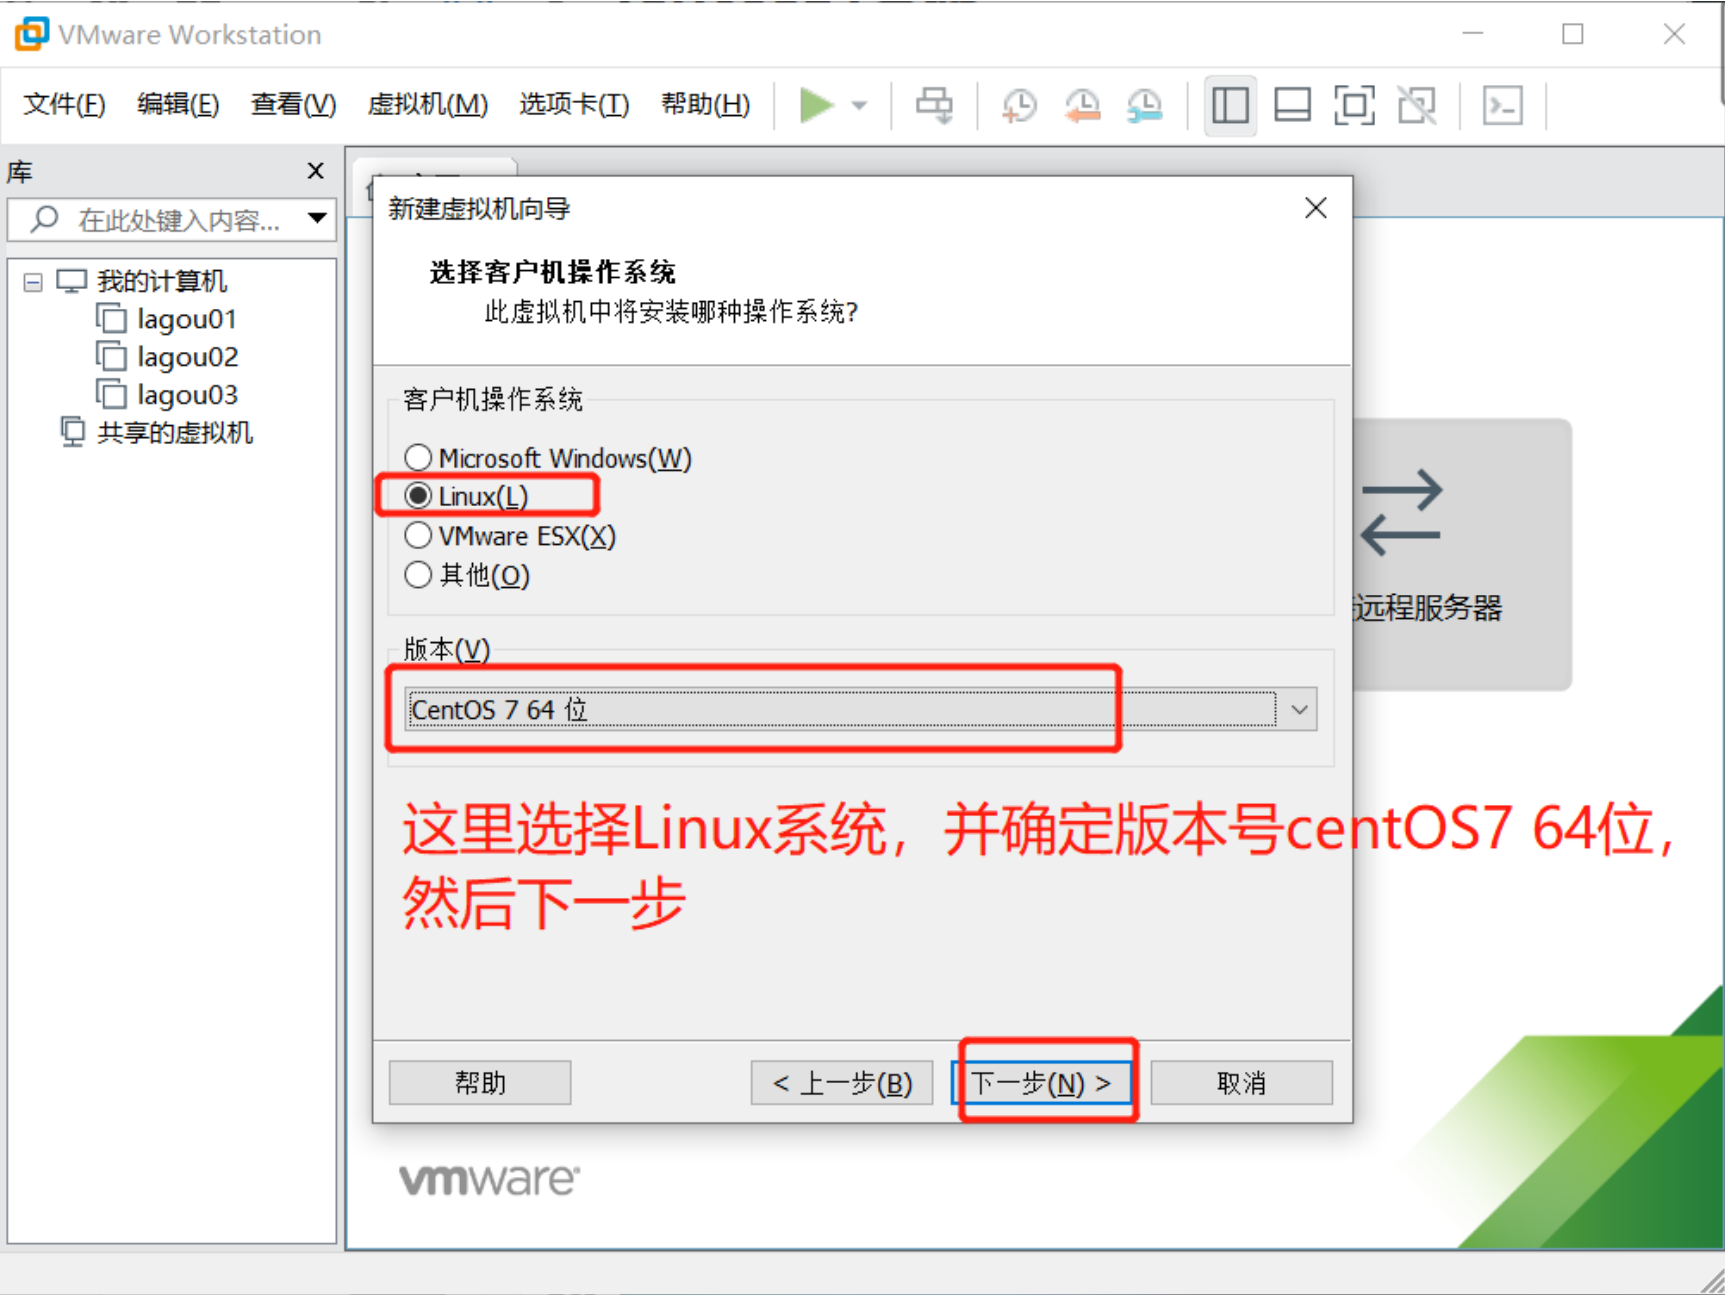 VMware Workstation
文件(F) 编辑(E) 查看(V) 虚拟机(M) 选项卡(T) 帮助(H)
库
在此处键入内容...
我的计算机
lagou01
lagou02
lagou03
共享的虚拟机
新建虚拟机向导
选择客户机操作系统
此虚拟机中将安装哪种操作系统?
客户机操作系统
Microsoft Windows(W)
Linux(L)
VMware ESX(X)
其他(O)
远程服务器
版本(V)
CentOS 7 64 位
这里选择Linux系统，并确定版本号centOS7 64位，
然后下一步
帮助 < 上一步(B) 下一步(N) > 取消
vmware